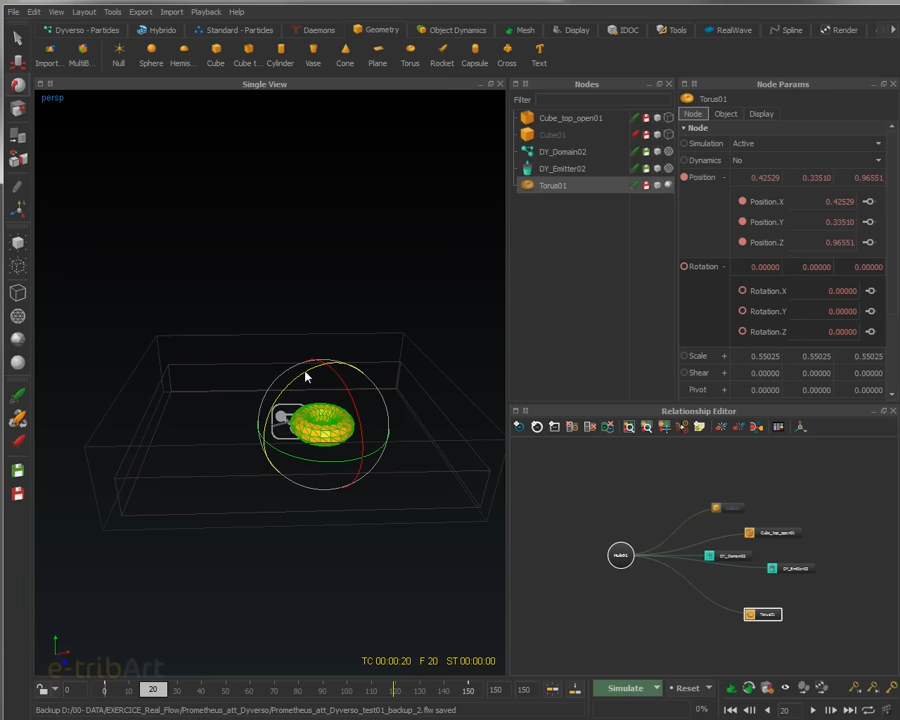 File Edit View Layout Tools Export Import Playback Help
Dyverso - Particles Hybrido Standard - Particles Daemons Geometry Object Dynamics Mesh Display IDOC Tools RealWave Spline Render
Import... MultiB... Null Sphere Hemis... Cube Cube t... Cylinder Vase Cone Plane Torus Rocket Capsule Cross Text
Single View
persp
Nodes
Filter
Cube_top_open01
Cube01
DY_Domain02
DY_Emitter02
Torus01
Node Params
Torus01
Node Object Display
Node
Simulation Active
Dynamics No
Position 0.42529 0.33510 0.96551
Position.X 0.42529
Position.Y 0.33510
Position.Z 0.96551
Rotation 0.00000 0.00000 0.00000
Rotation.X 0.00000
Rotation.Y 0.00000
Rotation.Z 0.00000
Scale + 0.55025 0.55025 0.55025
Shear + 0.00000 0.00000 0.00000
Pivot + 0.00000 0.00000 0.00000
Relationship Editor
Hub01
Cube_top_open01
DY_Domain02
DY_Emitter02
Torus01
e-tribArt
TC 00:00:20 F 20 ST 00:00:00
0 0 10 20 30 40 50 60 70 80 90 100 110 120 130 140 150 150 150
Simulate Reset
Backup D:/00- DATA/EXERCICE_Real_Flow/Prometheus_att_Dyverso/Prometheus_att_Dyverso_test01_backup_2.flw saved
0% 20